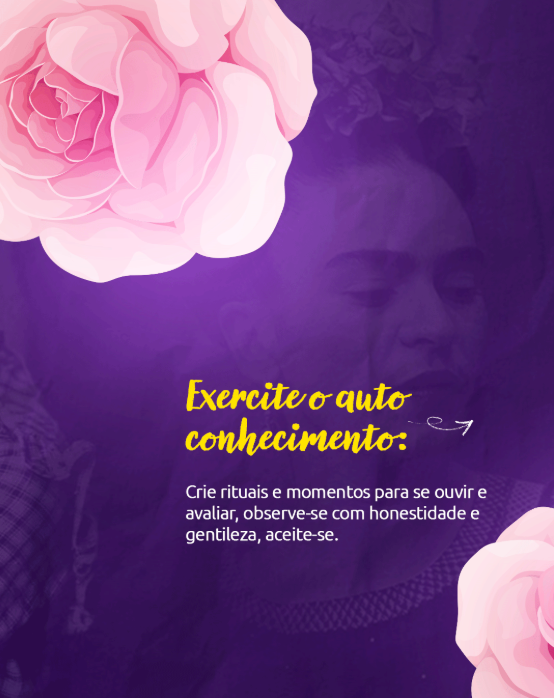 Exercite o auto
conhecimento:
Crie rituais e momentos para se ouvir e
avaliar, observe-se com honestidade e
gentileza, aceite-se.